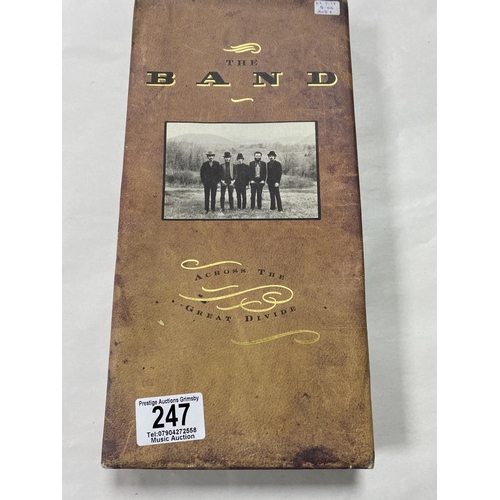 THE
BAND
ACROSS THE
GREAT DIVIDE
Prestige Auctions Grimsby
247
Tel:07904272558
Music Auction